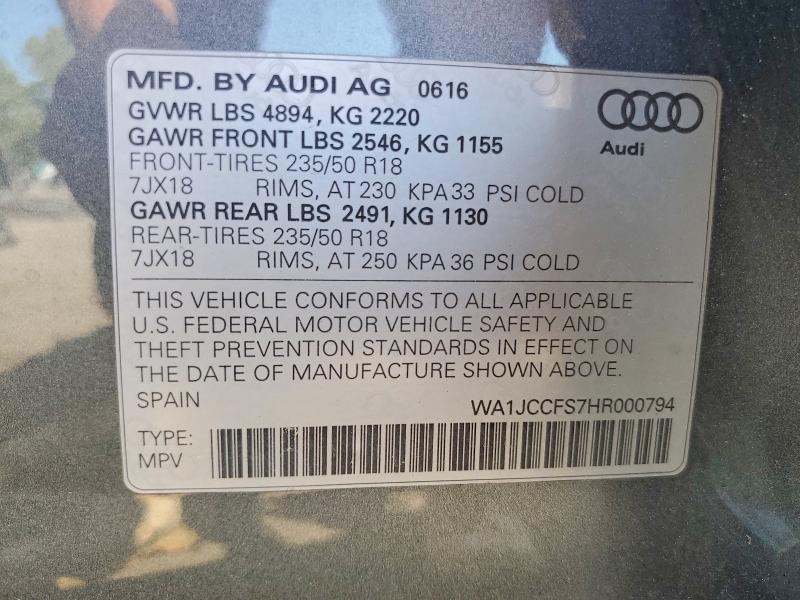 MFD. BY AUDI AG 0616
GVWR LBS 4894, KG 2220
GAWR FRONT LBS 2546, KG 1155
FRONT-TIRES 235/50 R18
7JX18 RIMS, AT 230 KPA 33 PSI COLD
GAWR REAR LBS 2491, KG 1130
REAR-TIRES 235/50 R18
7JX18 RIMS, AT 250 KPA 36 PSI COLD
Audi
THIS VEHICLE CONFORMS TO ALL APPLICABLE
U.S. FEDERAL MOTOR VEHICLE SAFETY AND
THEFT PREVENTION STANDARDS IN EFFECT ON
THE DATE OF MANUFACTURE SHOWN ABOVE.
SPAIN WA1JCCFS7HR000794
TYPE:
MPV